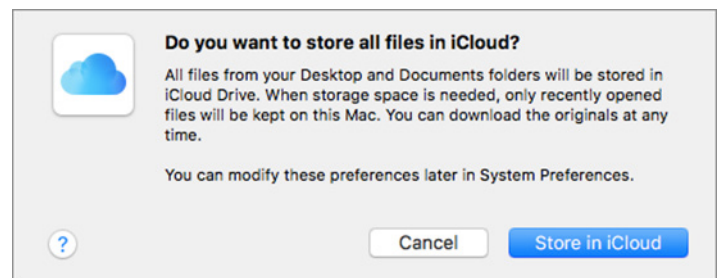 Do you want to store all files in iCloud?
All files from your Desktop and Documents folders will be stored in
iCloud Drive. When storage space is needed, only recently opened
files will be kept on this Mac. You can download the originals at any
time.
You can modify these preferences later in System Preferences.
?
Cancel
Store in iCloud